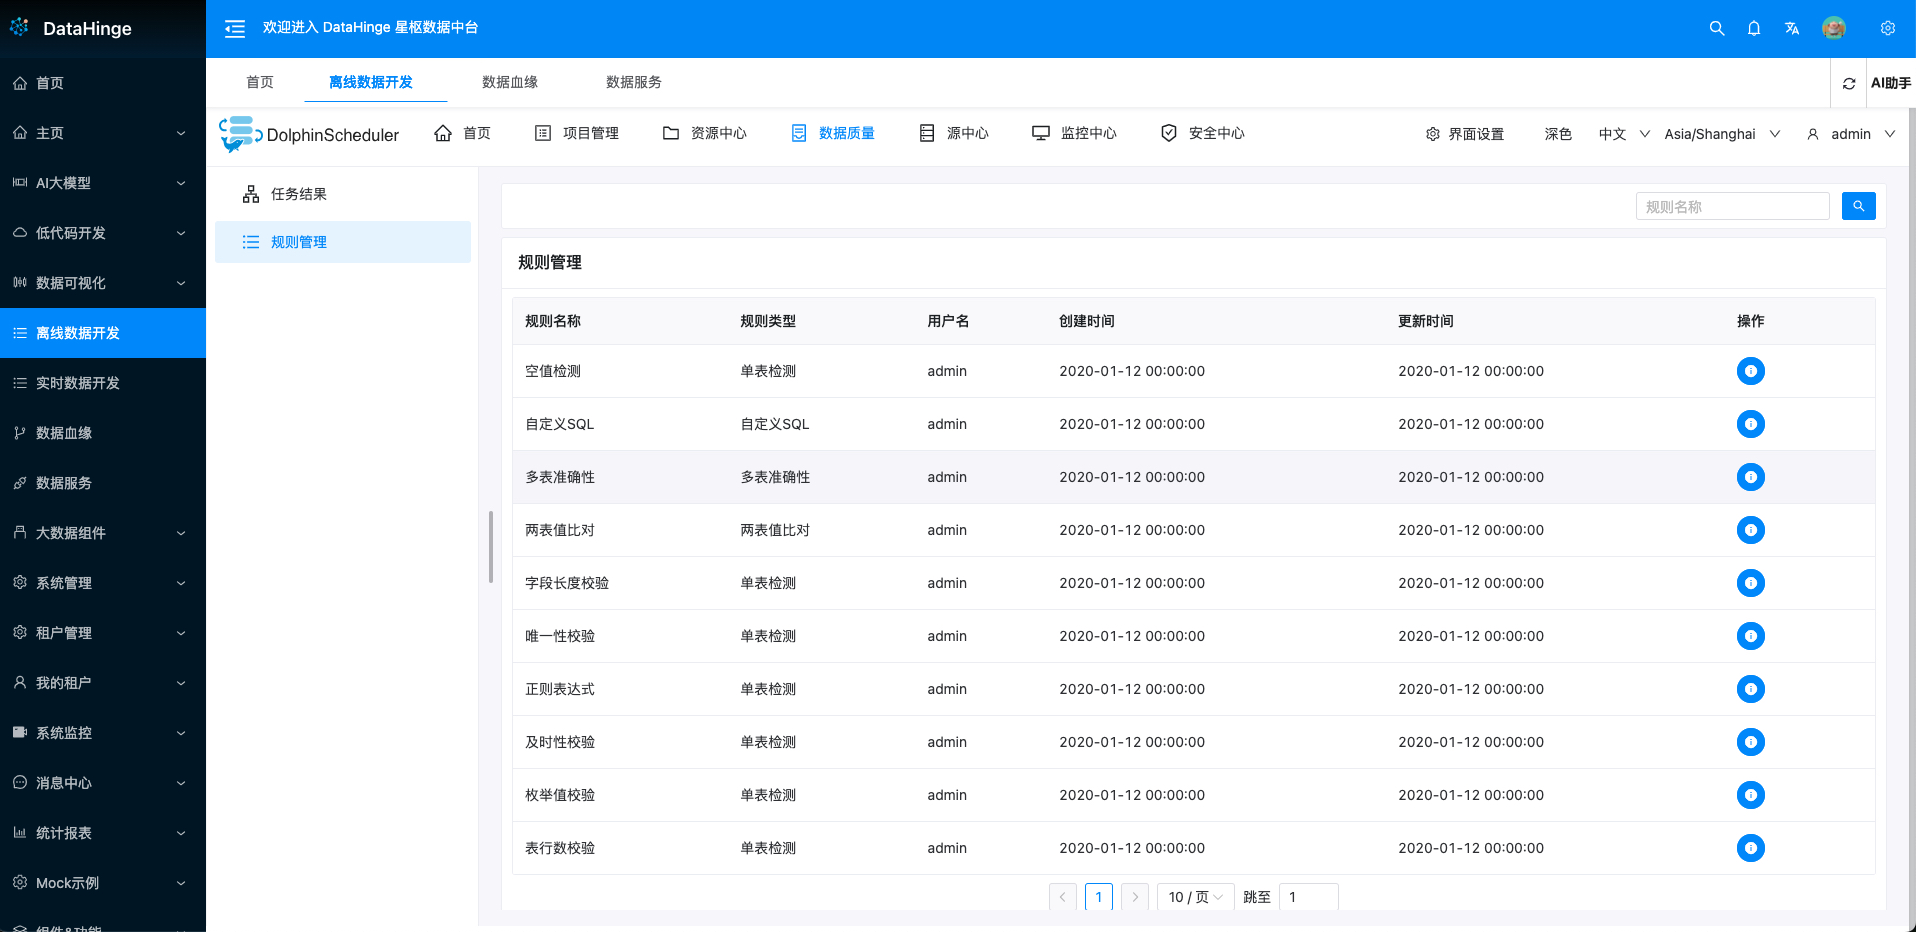 DataHinge
欢迎进入 DataHinge 星枢数据中台
首页
主页
AI大模型
低代码开发
数据可视化
离线数据开发
实时数据开发
数据血缘
数据服务
大数据组件
系统管理
租户管理
我的租户
系统监控
消息中心
统计报表
Mock示例
组件&功能
首页 离线数据开发 数据血缘 数据服务 AI助手
DolphinScheduler 首页 项目管理 资源中心 数据质量 源中心 监控中心 安全中心 界面设置 深色 中文 Asia/Shanghai admin
任务结果
规则管理
规则名称
规则管理
规则名称 规则类型 用户名 创建时间 更新时间 操作
空值检测 单表检测 admin 2020-01-12 00:00:00 2020-01-12 00:00:00
自定义SQL 自定义SQL admin 2020-01-12 00:00:00 2020-01-12 00:00:00
多表准确性 多表准确性 admin 2020-01-12 00:00:00 2020-01-12 00:00:00
两表值比对 两表值比对 admin 2020-01-12 00:00:00 2020-01-12 00:00:00
字段长度校验 单表检测 admin 2020-01-12 00:00:00 2020-01-12 00:00:00
唯一性校验 单表检测 admin 2020-01-12 00:00:00 2020-01-12 00:00:00
正则表达式 单表检测 admin 2020-01-12 00:00:00 2020-01-12 00:00:00
及时性校验 单表检测 admin 2020-01-12 00:00:00 2020-01-12 00:00:00
枚举值校验 单表检测 admin 2020-01-12 00:00:00 2020-01-12 00:00:00
表行数校验 单表检测 admin 2020-01-12 00:00:00 2020-01-12 00:00:00
1 10 / 页 跳至 1